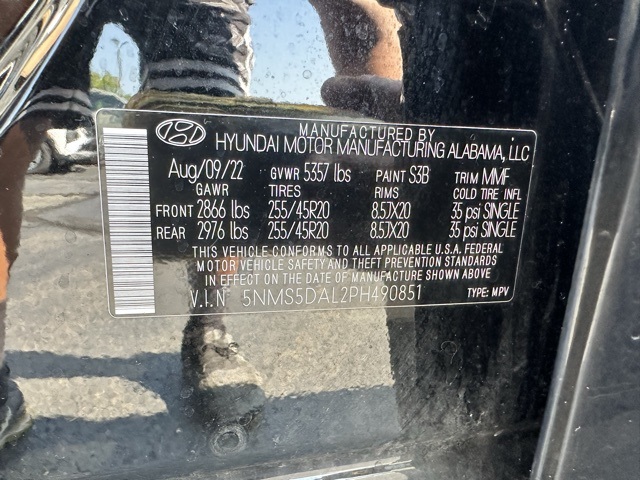 MANUFACTURED BY
HYUNDAI MOTOR MANUFACTURING ALABAMA, LLC
Aug/09/22 GVWR 5357 lbs PAINT S3B TRIM MMF
GAWR TIRES RIMS COLD TIRE INFL
FRONT 2866 lbs 255/45R20 8.5JX20 35 psi SINGLE
REAR 2976 lbs 255/45R20 8.5JX20 35 psi SINGLE
THIS VEHICLE CONFORMS TO ALL APPLICABLE U.S.A. FEDERAL
MOTOR VEHICLE SAFETY AND THEFT PREVENTION STANDARDS
IN EFFECT ON THE DATE OF MANUFACTURE SHOWN ABOVE.
V.I.N 5NMS5DAL2PH490851 TYPE: MPV